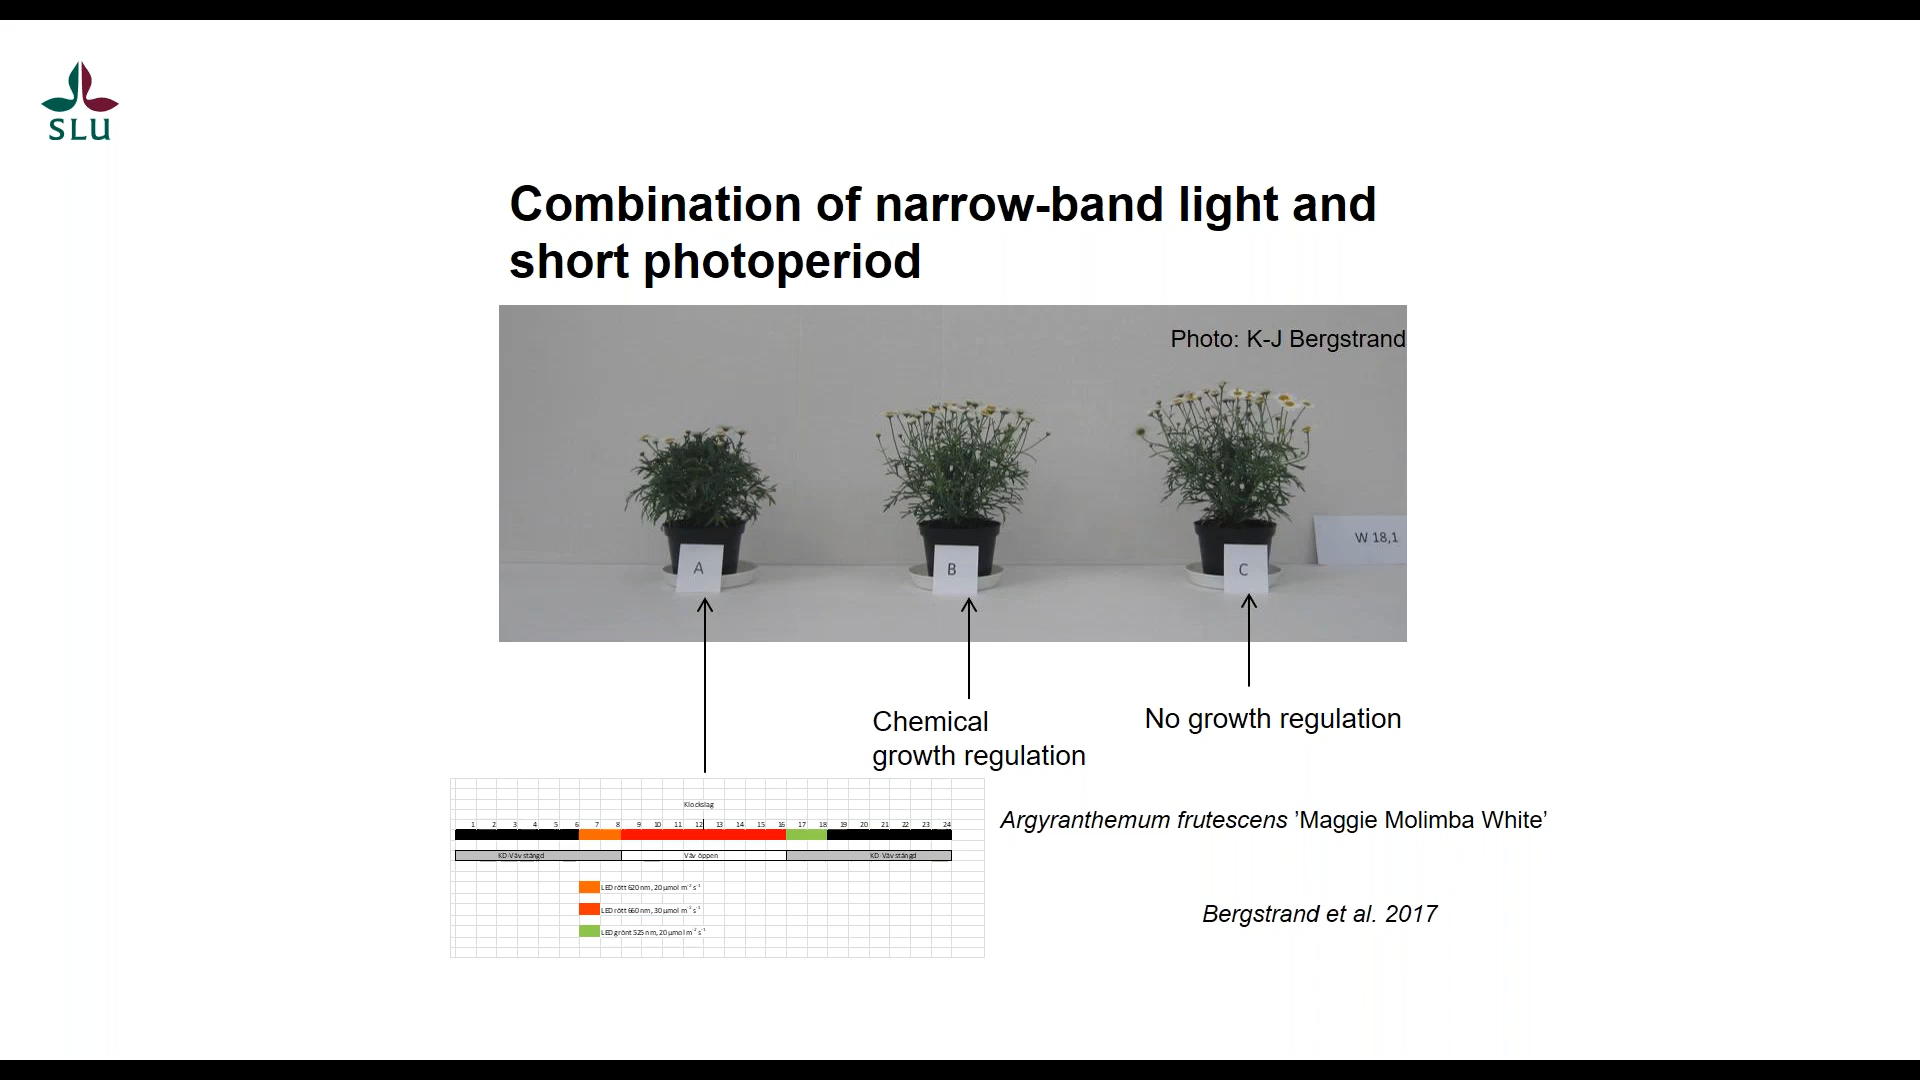 SLU
Combination of narrow-band light and
short photoperiod
Photo: K-J Bergstrand
W 18,1
A
B
C
Chemical
growth regulation
No growth regulation
Klockslag
1 2 3 4 5 6 7 8 9 10 11 12 13 14 15 16 17 18 19 20 21 22 23 24
KD-Väv stängd Väv öppen KD-Väv stängd
LED rött 620 nm, 20 µmol m⁻² s⁻¹
LED rött 660 nm, 30 µmol m⁻² s⁻¹
LED grönt 525 nm, 20 µmol m⁻² s⁻¹
Argyranthemum frutescens ’Maggie Molimba White’
Bergstrand et al. 2017